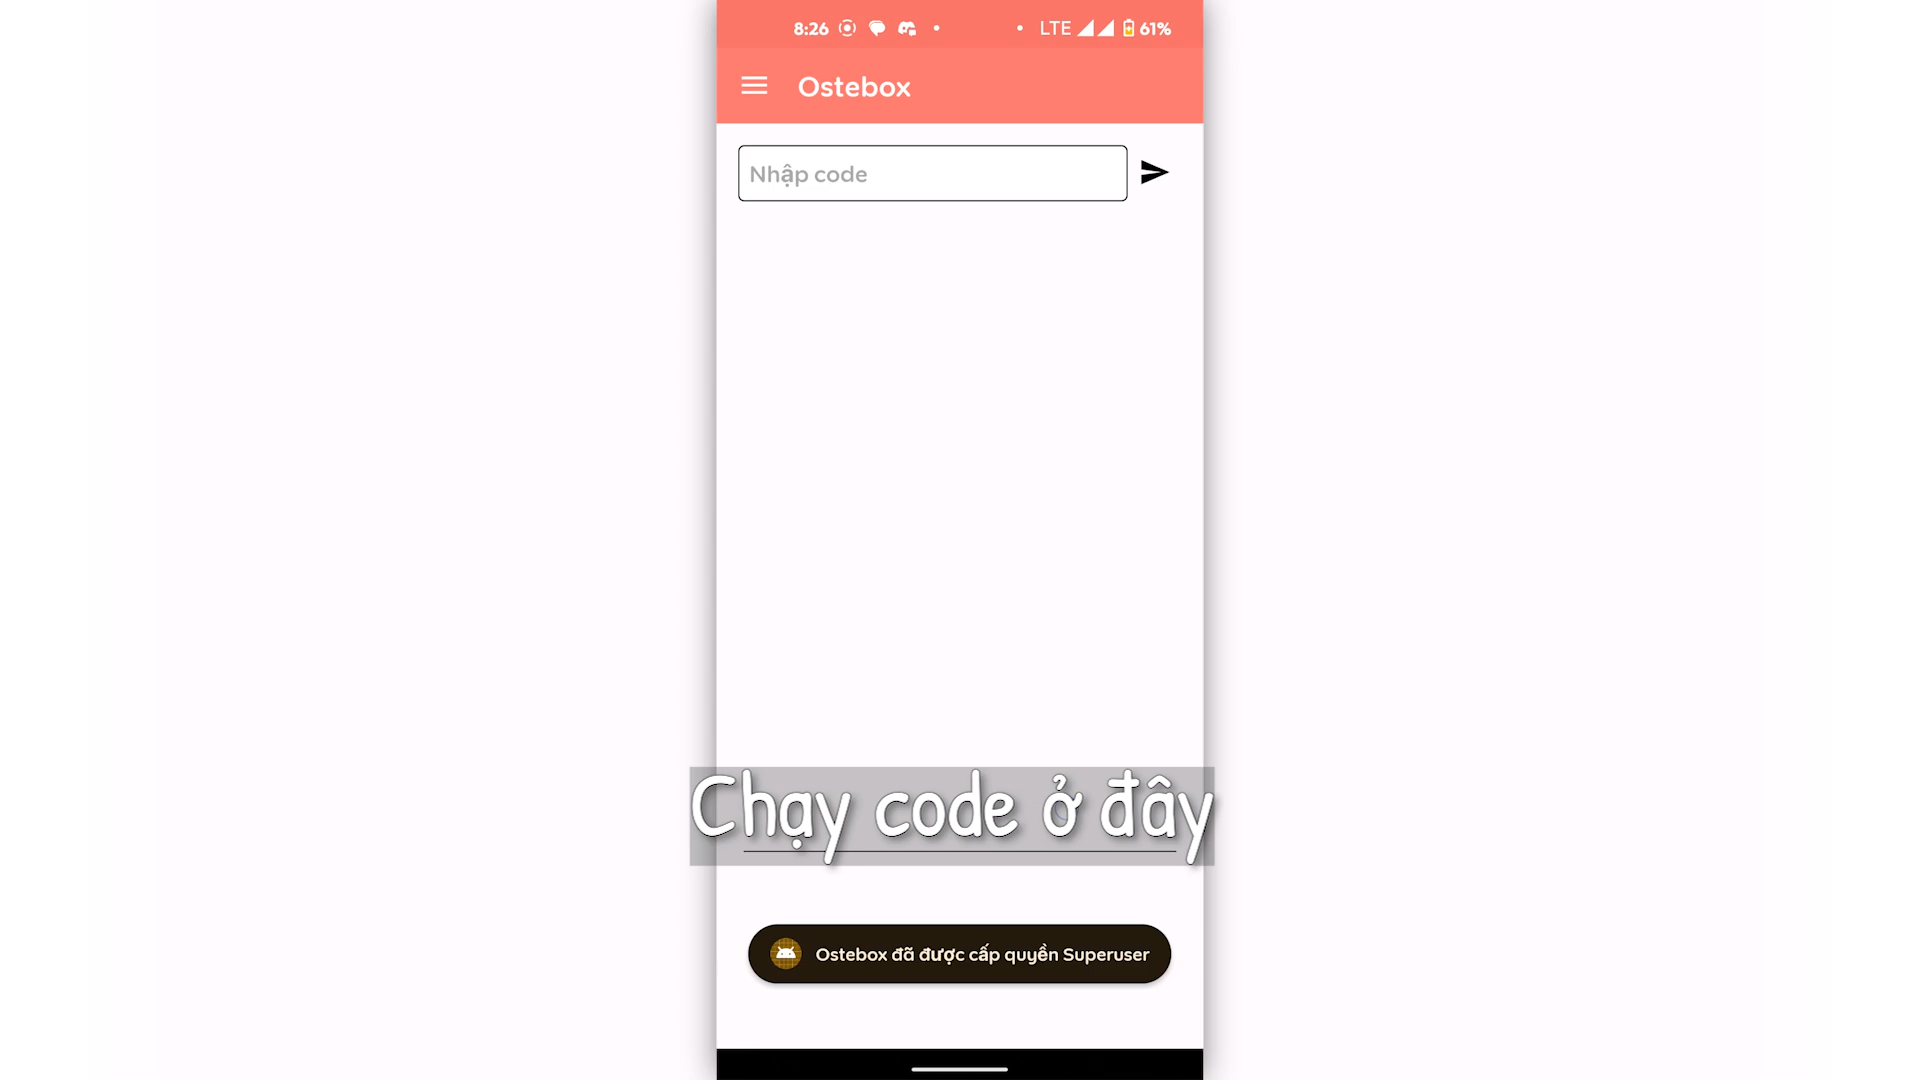 8:26 LTE 61%
Ostebox
Nhập code
Chạy code ở đây
Ostebox đã được cấp quyền Superuser